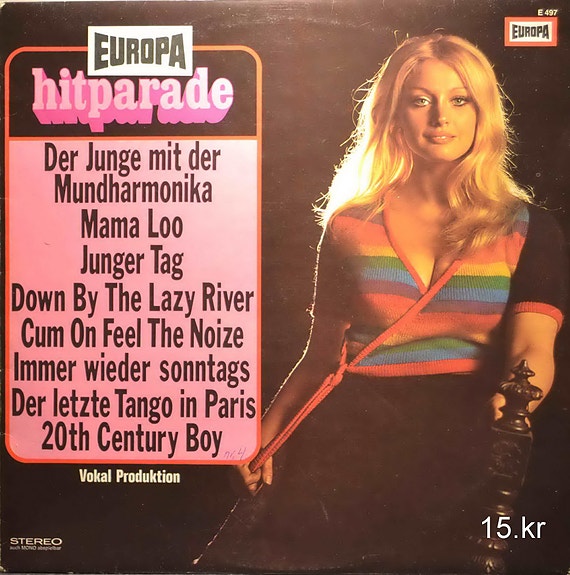 EUROPA
hitparade
E 497
EUROPA
Der Junge mit der
Mundharmonika
Mama Loo
Junger Tag
Down By The Lazy River
Cum On Feel The Noize
Immer wieder sonntags
Der letzte Tango in Paris
20th Century Boy
Vokal Produktion
STEREO
auch MONO abspielbar
15.kr